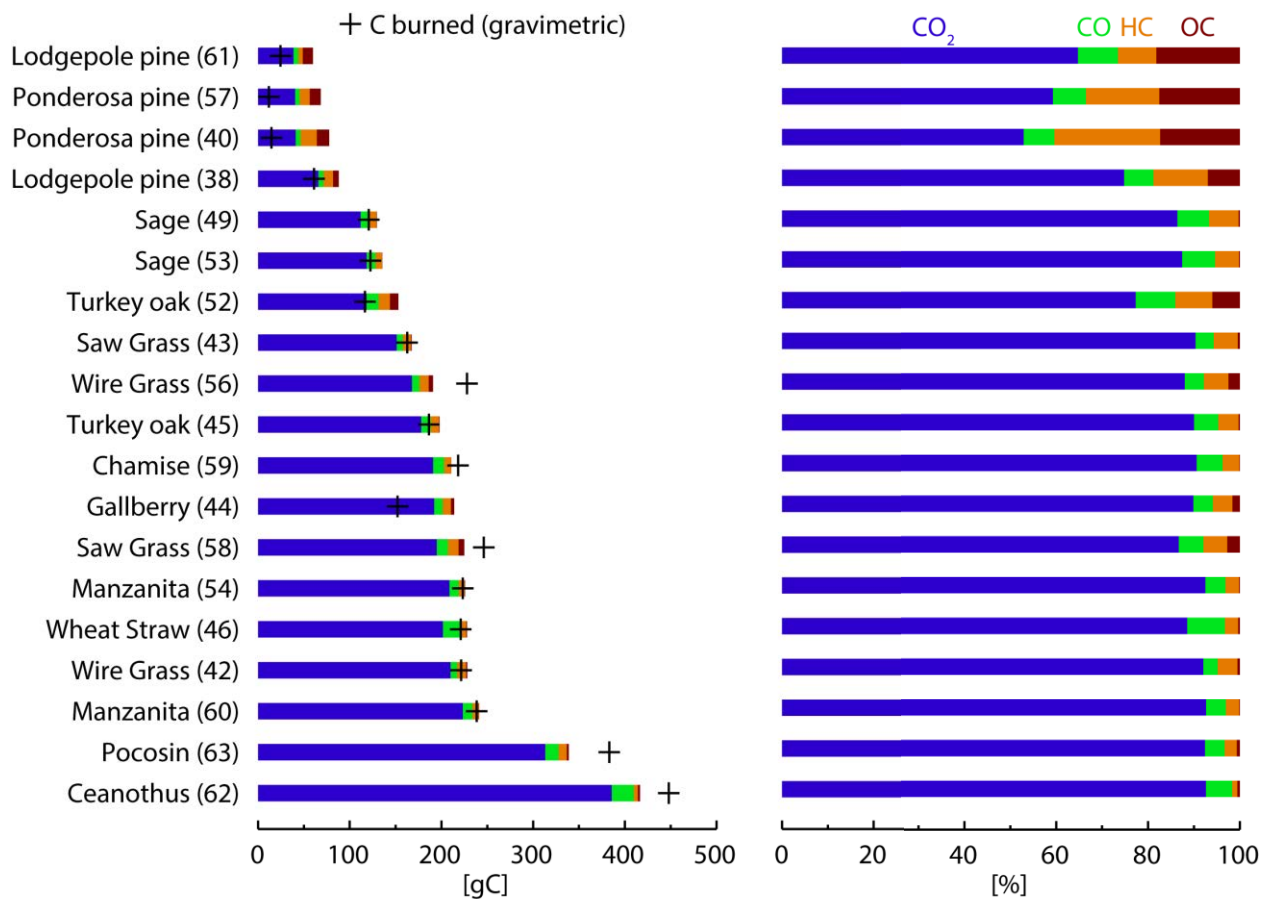 C burned (gravimetric)
CO2 CO HC OC
Lodgepole pine (61)
Ponderosa pine (57)
Ponderosa pine (40)
Lodgepole pine (38)
Sage (49)
Sage (53)
Turkey oak (52)
Saw Grass (43)
Wire Grass (56)
Turkey oak (45)
Chamise (59)
Gallberry (44)
Saw Grass (58)
Manzanita (54)
Wheat Straw (46)
Wire Grass (42)
Manzanita (60)
Pocosin (63)
Ceanothus (62)
0 100 200 300 400 500
[gC]
0 20 40 60 80 100
[%]